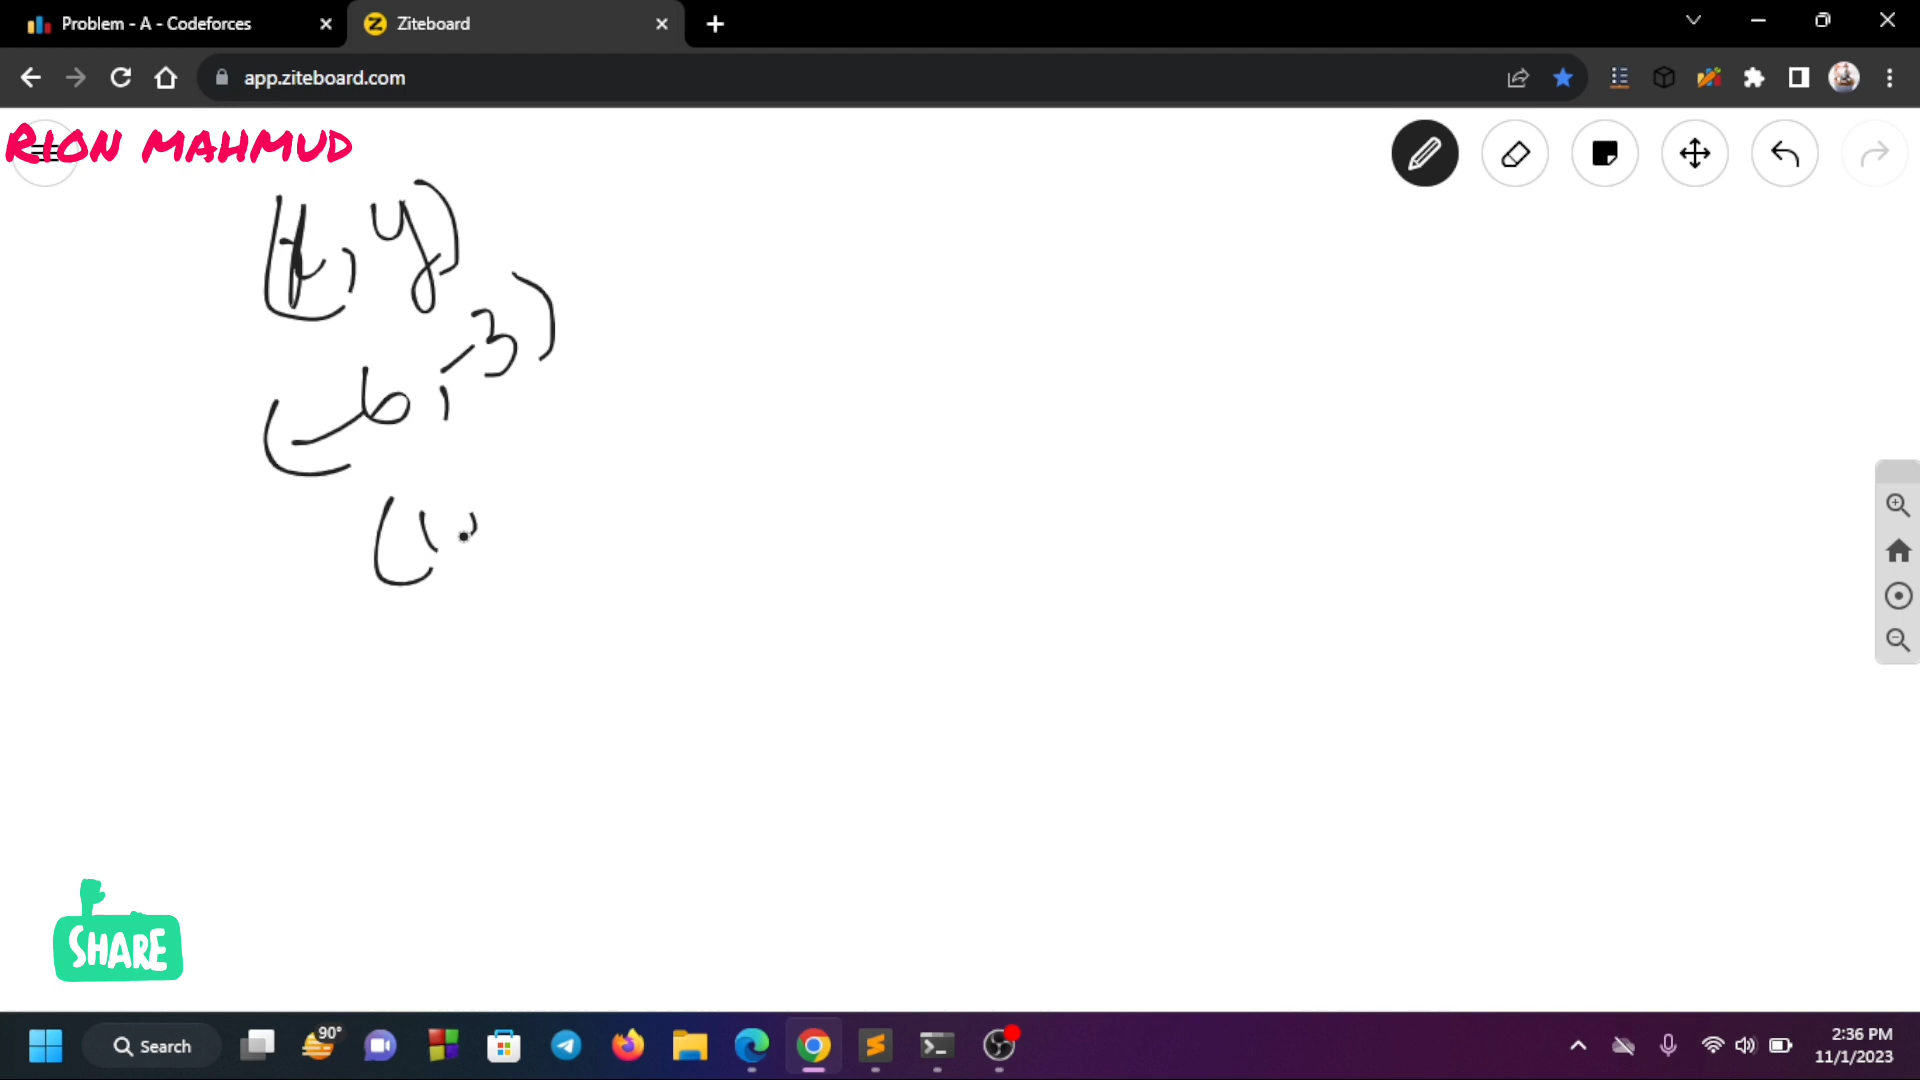 Problem - A - Codeforces
Ziteboard
app.ziteboard.com
RION MAHMUD
(x, y)
(-6, -3)
(1,
SHARE
90°
Search
2:36 PM
11/1/2023